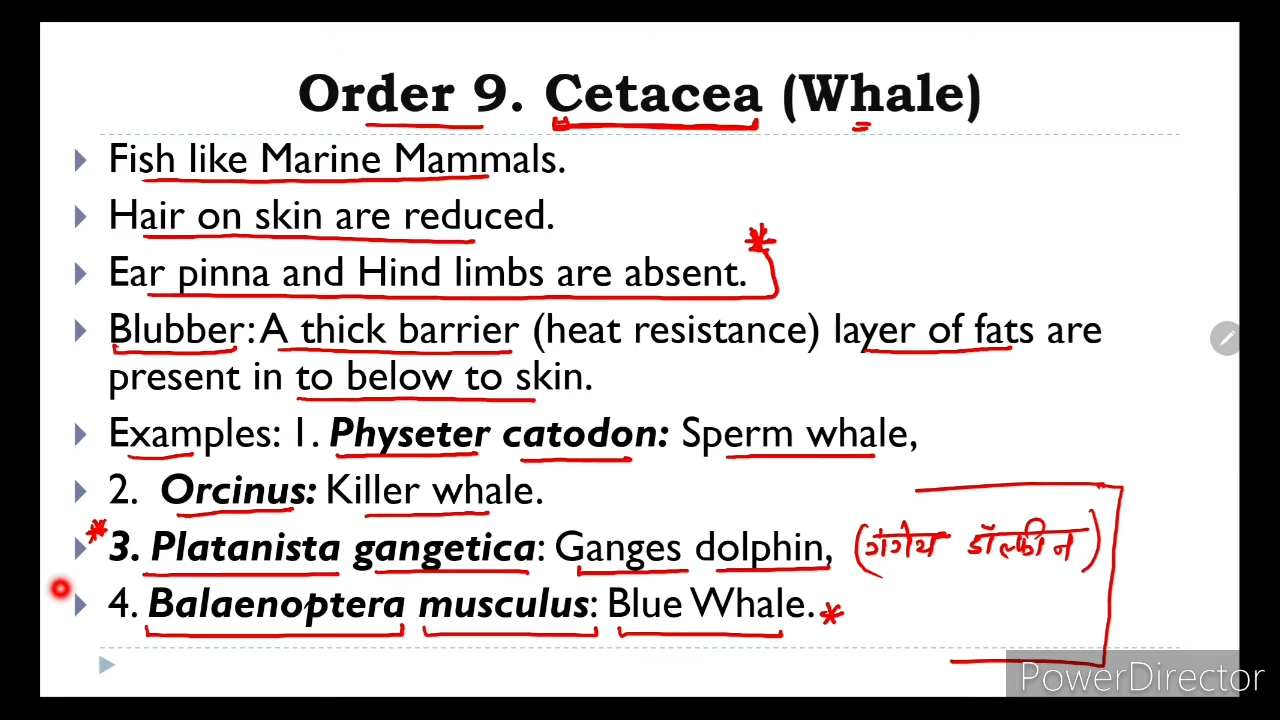 Order 9. Cetacea (Whale)
Fish like Marine Mammals.
Hair on skin are reduced.
Ear pinna and Hind limbs are absent.
Blubber: A thick barrier (heat resistance) layer of fats are
present in to below to skin.
Examples: 1. Physeter catodon: Sperm whale,
2. Orcinus: Killer whale.
3. Platanista gangetica: Ganges dolphin, (गंगेय डॉल्फीन)
4. Balaenoptera musculus: Blue Whale.
PowerDirector